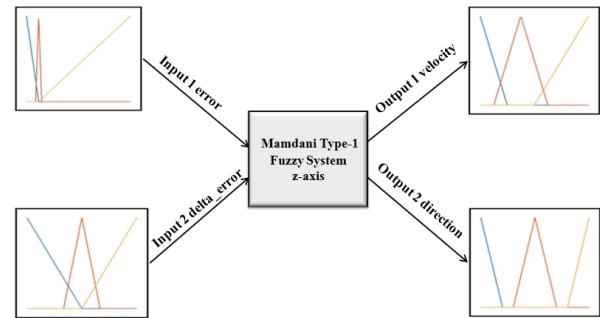 Input 1 error
Output 1 velocity
Mamdani Type-1
Fuzzy System
z-axis
Input 2 delta_error
Output 2 direction